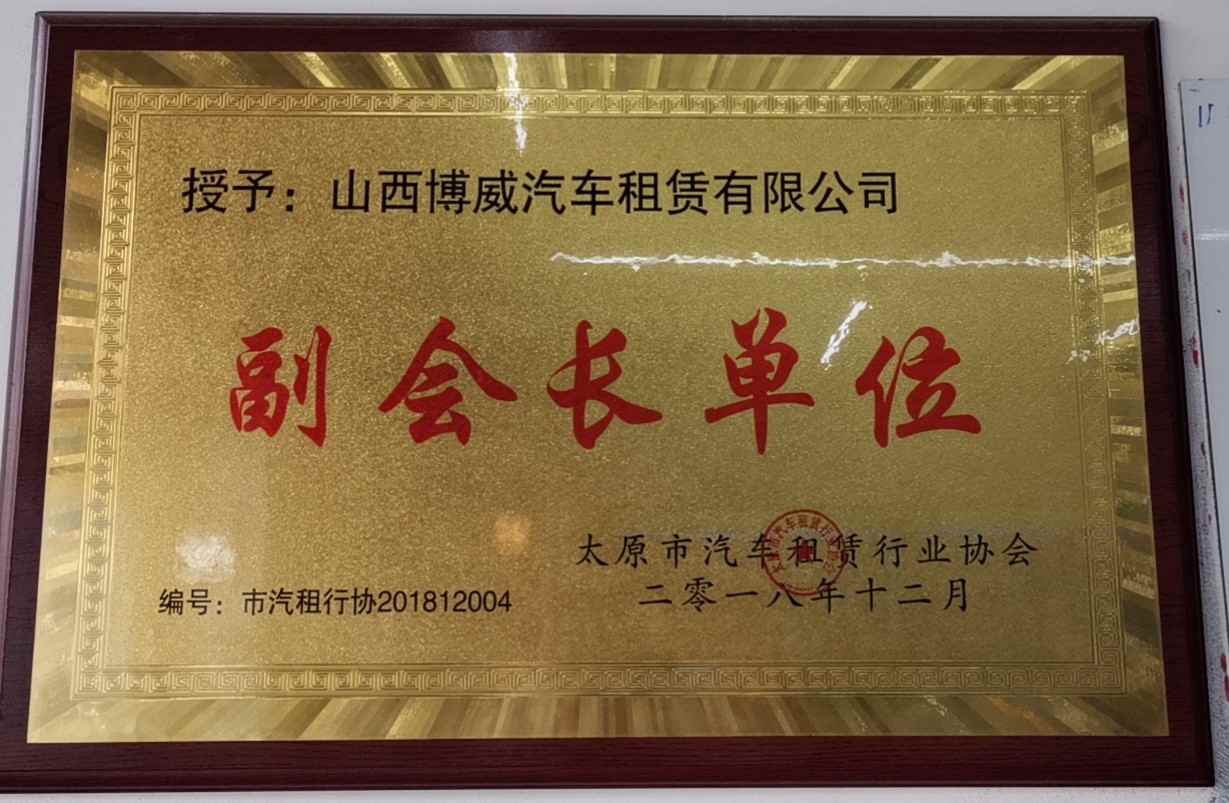 授予：山西博威汽车租赁有限公司
副会长单位
太原市汽车租赁行业协会
二零一八年十二月
编号：市汽租行协201812004